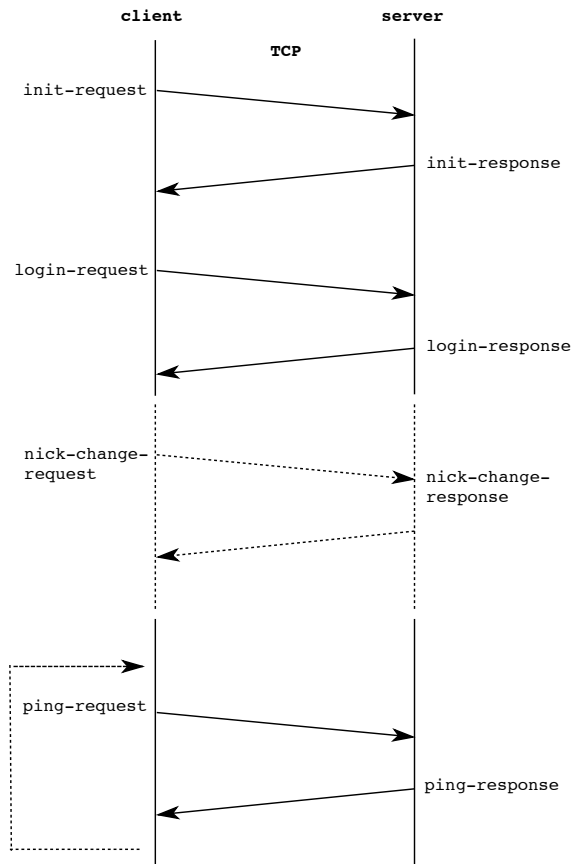 client
server
TCP
init-request
init-response
login-request
login-response
nick-change-
request
nick-change-
response
ping-request
ping-response